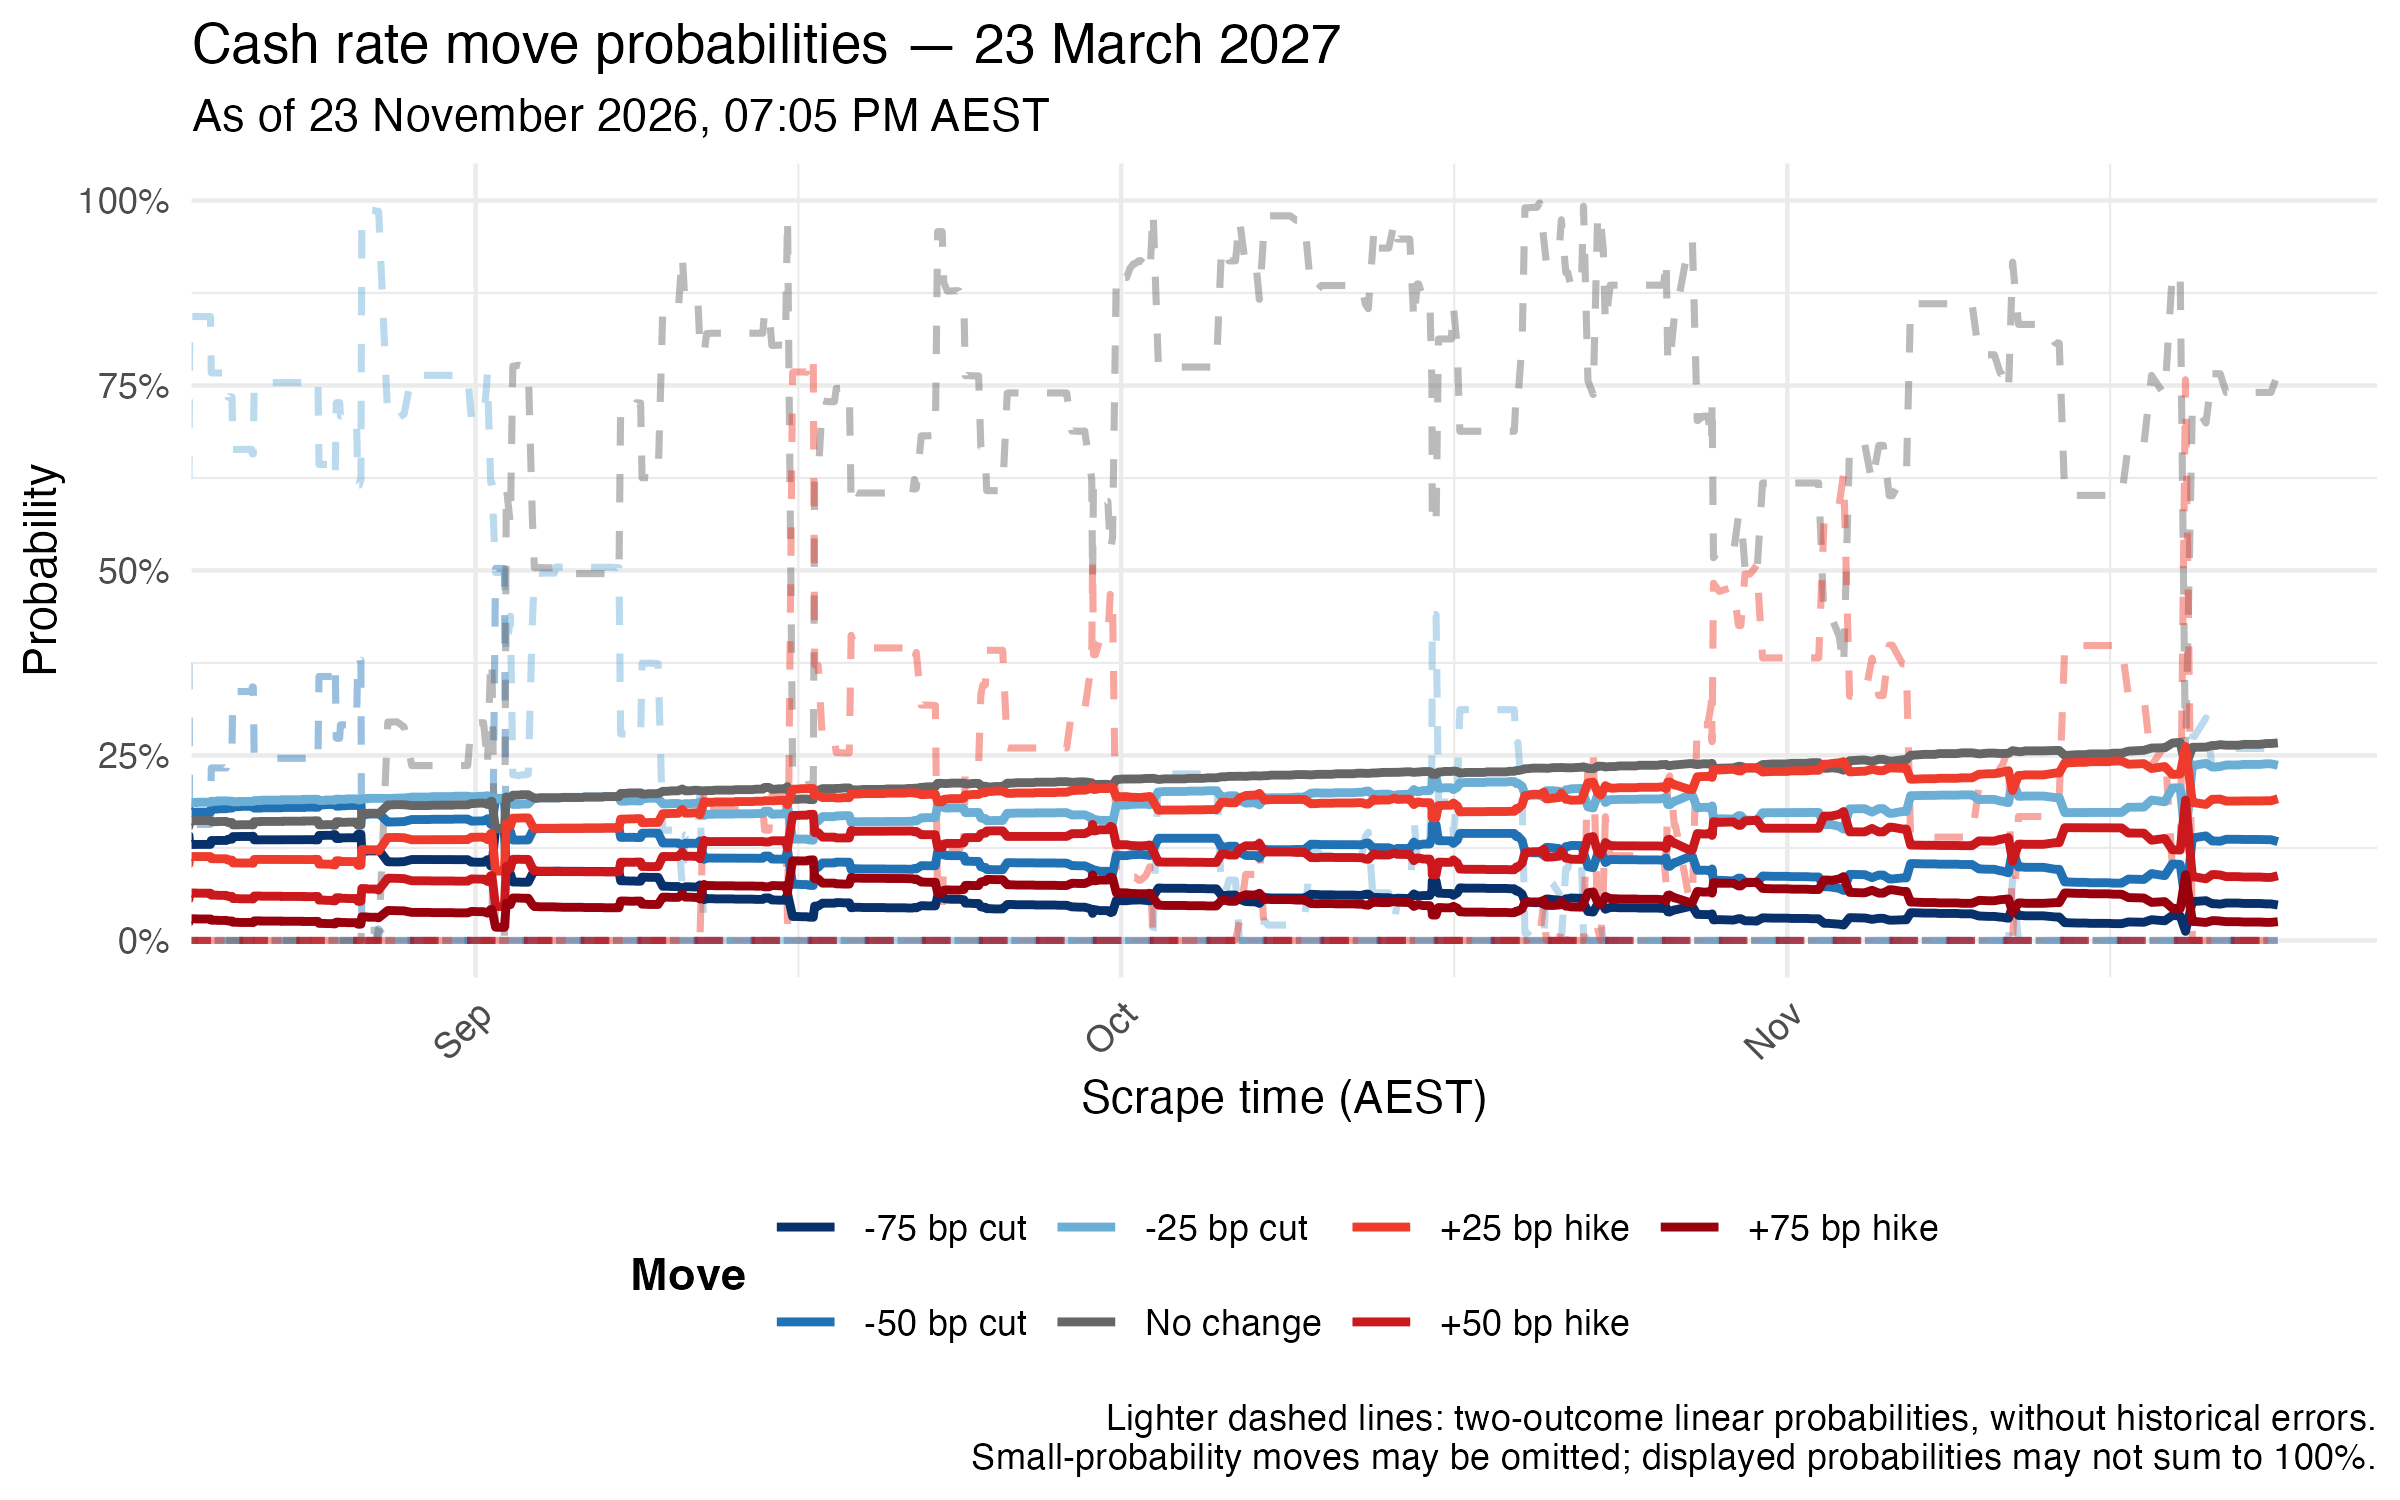 Cash rate move probabilities — 23 March 2027
As of 23 November 2026, 07:05 PM AEST
Probability
100%
75%
50%
25%
0%
Sep
Oct
Nov
Scrape time (AEST)
Move
-75 bp cut
-25 bp cut
+25 bp hike
+75 bp hike
-50 bp cut
No change
+50 bp hike
Lighter dashed lines: two-outcome linear probabilities, without historical errors.
Small-probability moves may be omitted; displayed probabilities may not sum to 100%.